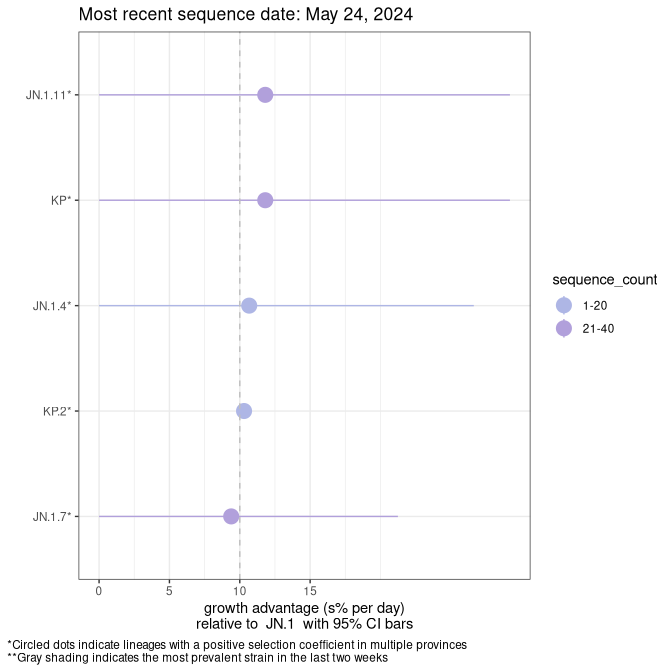 Most recent sequence date: May 24, 2024
JN.1.11*
KP*
JN.1.4*
KP.2*
JN.1.7*
0 5 10 15
growth advantage (s% per day)
relative to JN.1 with 95% CI bars
sequence_count
1-20
21-40
*Circled dots indicate lineages with a positive selection coefficient in multiple provinces
**Gray shading indicates the most prevalent strain in the last two weeks